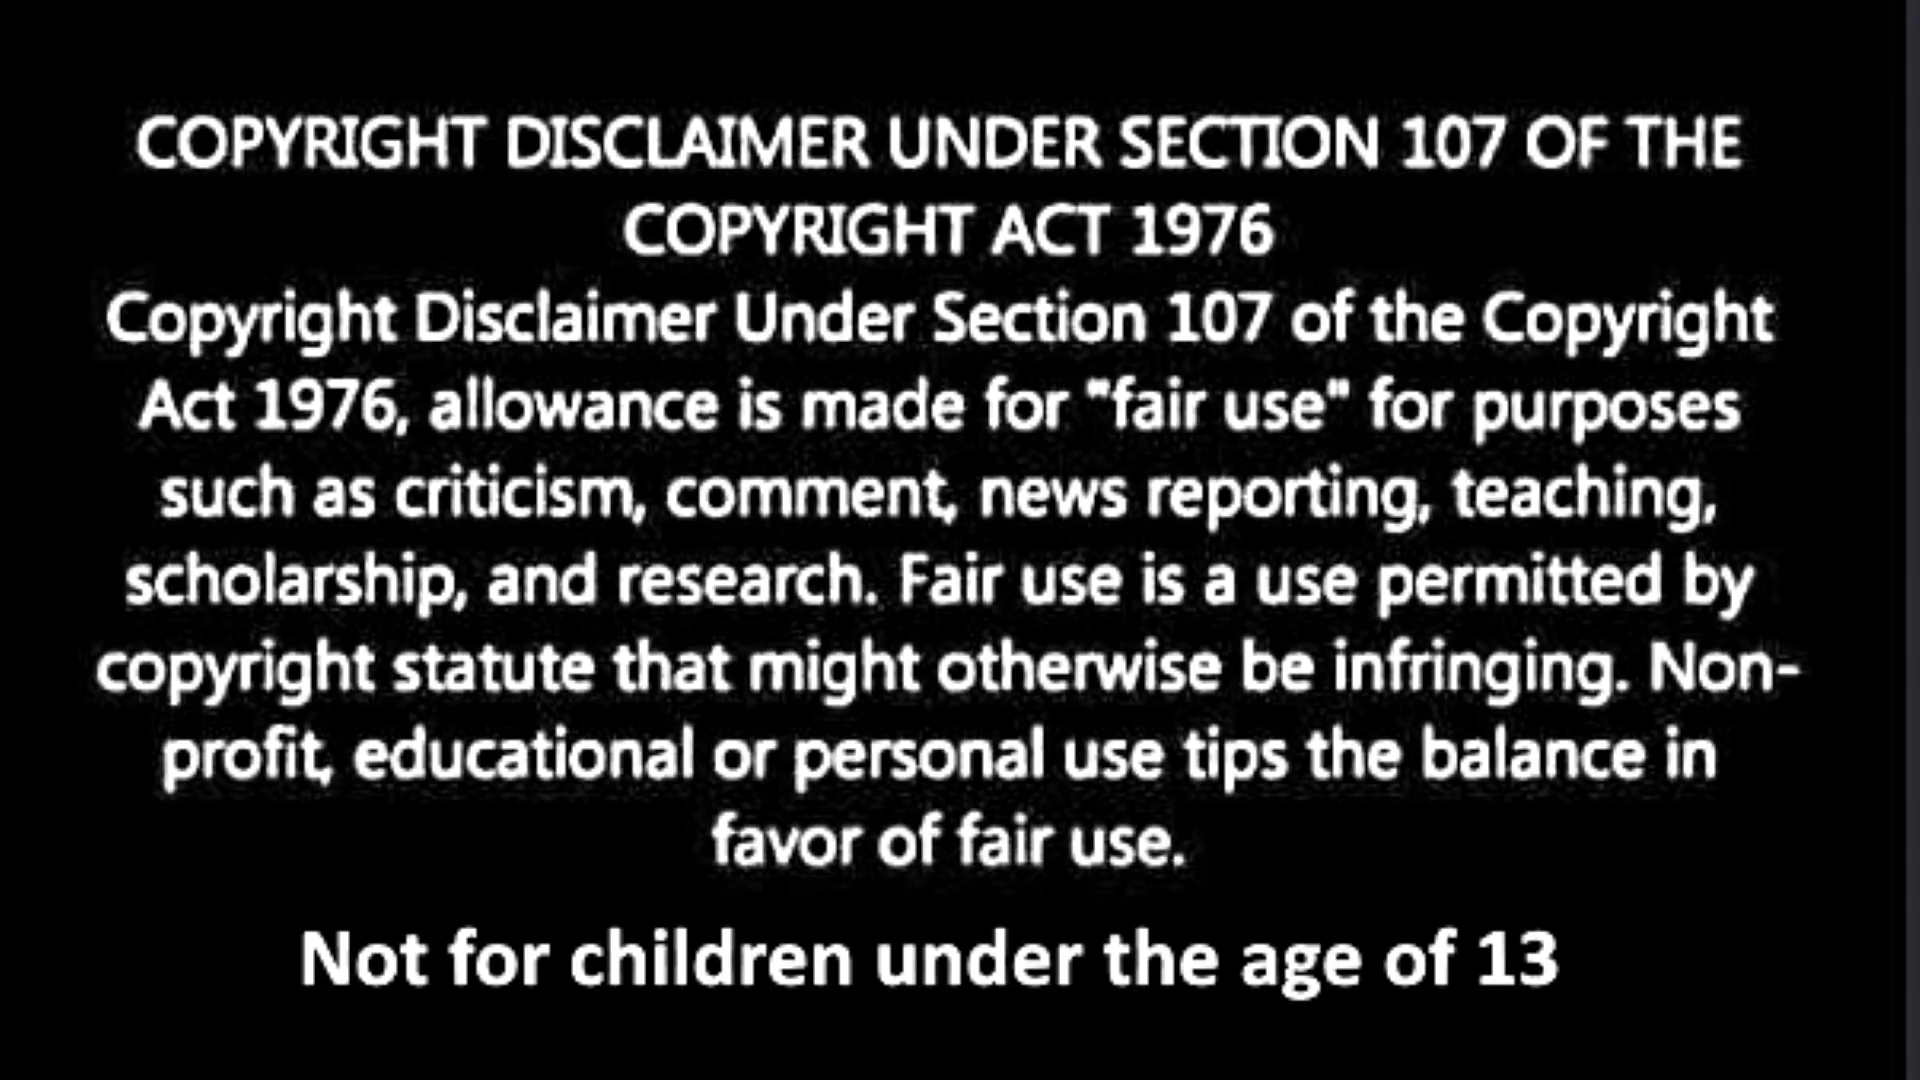 COPYRIGHT DISCLAIMER UNDER SECTION 107 OF THE
COPYRIGHT ACT 1976
Copyright Disclaimer Under Section 107 of the Copyright
Act 1976, allowance is made for "fair use" for purposes
such as criticism, comment, news reporting, teaching,
scholarship, and research. Fair use is a use permitted by
copyright statute that might otherwise be infringing. Non-
profit, educational or personal use tips the balance in
favor of fair use.
Not for children under the age of 13